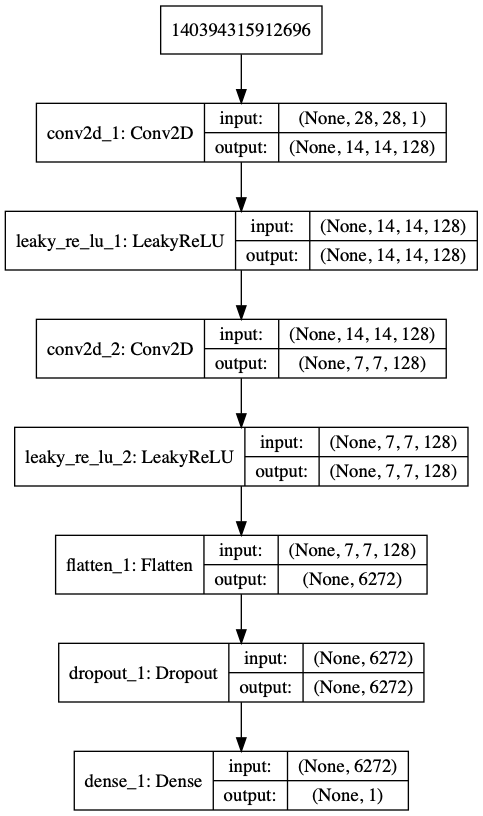 140394315912696
conv2d_1: Conv2D
input: (None, 28, 28, 1)
output: (None, 14, 14, 128)
leaky_re_lu_1: LeakyReLU
input: (None, 14, 14, 128)
output: (None, 14, 14, 128)
conv2d_2: Conv2D
input: (None, 14, 14, 128)
output: (None, 7, 7, 128)
leaky_re_lu_2: LeakyReLU
input: (None, 7, 7, 128)
output: (None, 7, 7, 128)
flatten_1: Flatten
input: (None, 7, 7, 128)
output: (None, 6272)
dropout_1: Dropout
input: (None, 6272)
output: (None, 6272)
dense_1: Dense
input: (None, 6272)
output: (None, 1)